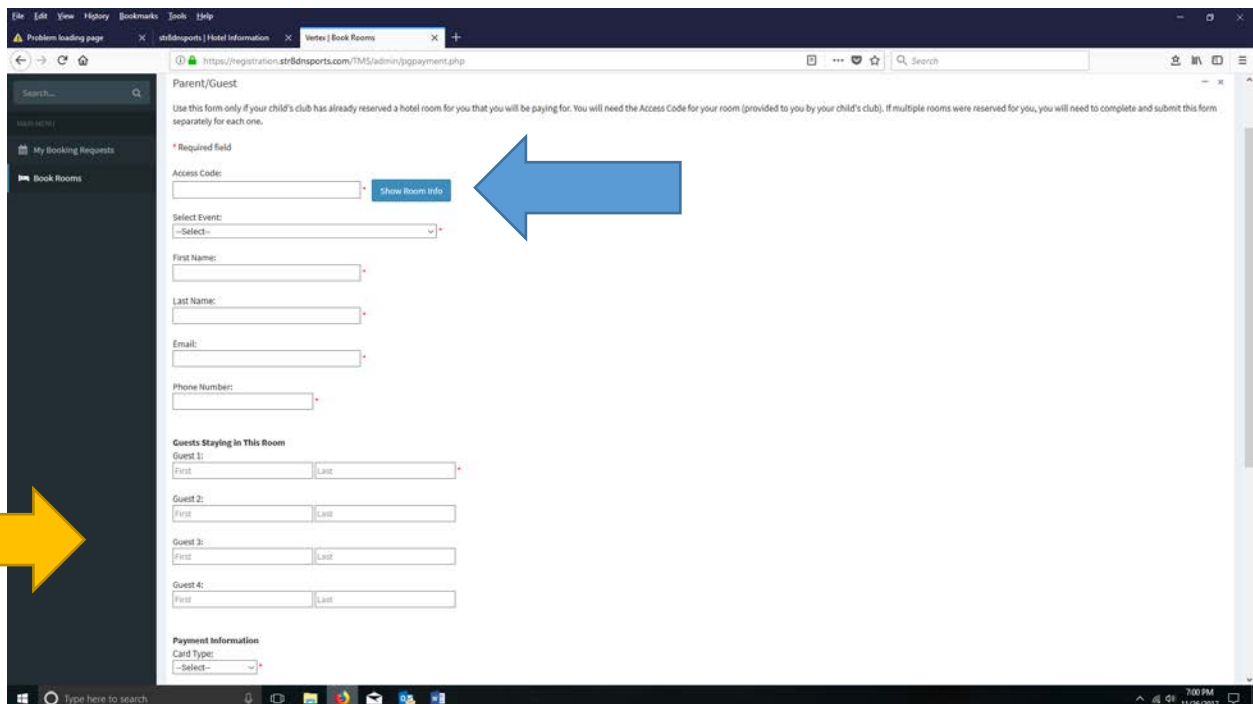 File Edit View History Bookmarks Tools Help
Problem loading page × str8dnsports | Hotel Information × Vertex | Book Rooms × +
https://registration.str8dnsports.com/TMS/admin/pgpayment.php Search
Search...
MAIN MENU
My Booking Requests
Book Rooms
Parent/Guest
Use this form only if your child's club has already reserved a hotel room for you that you will be paying for. You will need the Access Code for your room (provided to you by your child's club). If multiple rooms were reserved for you, you will need to complete and submit this form
separately for each one.
* Required field
Access Code:
* Show Room Info
Select Event:
--Select-- *
First Name:
*
Last Name:
*
Email:
*
Phone Number:
*
Guests Staying in This Room
Guest 1:
First Last *
Guest 2:
First Last
Guest 3:
First Last
Guest 4:
First Last
Payment Information
Card Type:
--Select-- *
Type here to search
7:00 PM
11/26/2017